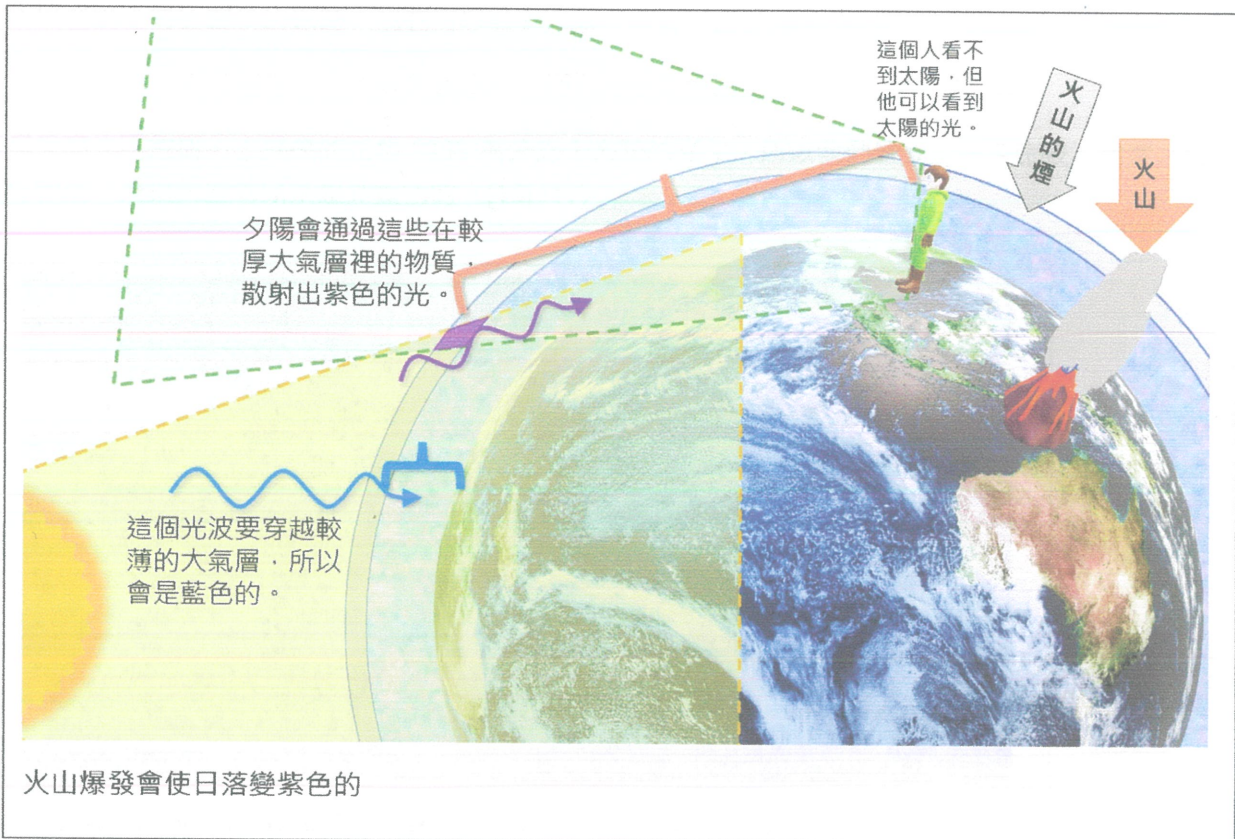 這個人看不
到太陽，但
他可以看到
太陽的光。
火山的煙
火山
夕陽會通過這些在較
厚大氣層裡的物質，
散射出紫色的光。
這個光波要穿越較
薄的大氣層，所以
會是藍色的。
火山爆發會使日落變紫色的